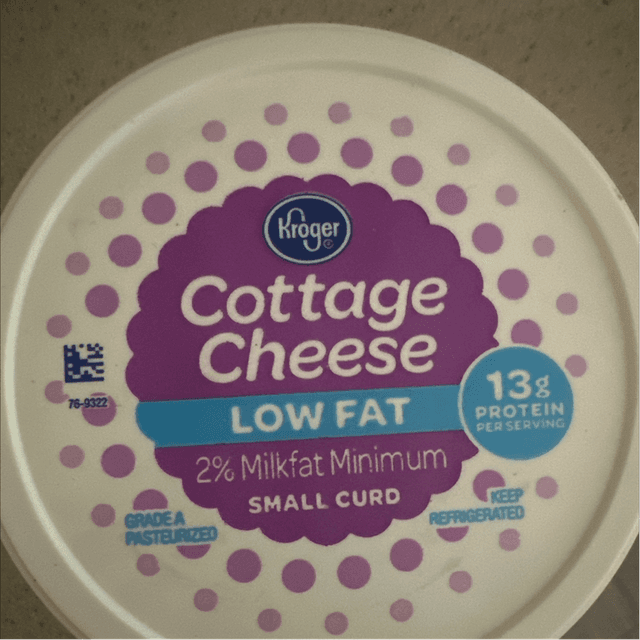 Kroger
Cottage
Cheese
LOW FAT
2% Milkfat Minimum
SMALL CURD
13g
PROTEIN
PER SERVING
76-9322
GRADE A
PASTEURIZED
KEEP
REFRIGERATED